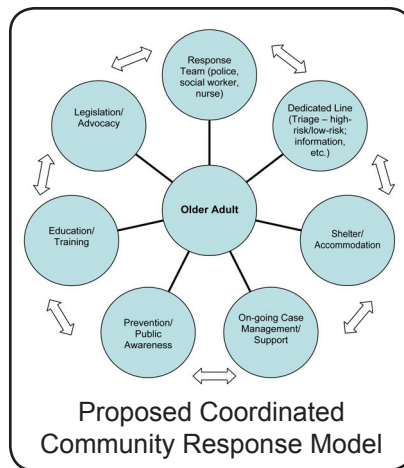 Response
Team (police,
social worker,
nurse)
Dedicated Line
(Triage – high-
risk/low-risk;
information,
etc.)
Shelter/
Accommodation
On-going Case
Management/
Support
Prevention/
Public
Awareness
Education/
Training
Legislation/
Advocacy
Older Adult
Proposed Coordinated
Community Response Model